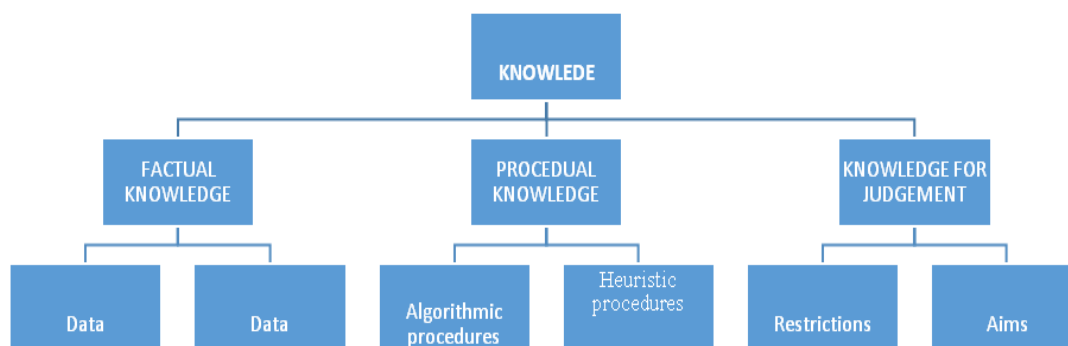 KNOWLEDE
FACTUAL
KNOWLEDGE
PROCEDUAL
KNOWLEDGE
KNOWLEDGE FOR
JUDGEMENT
Data
Data
Algorithmic
procedures
Heuristic
procedures
Restrictions
Aims